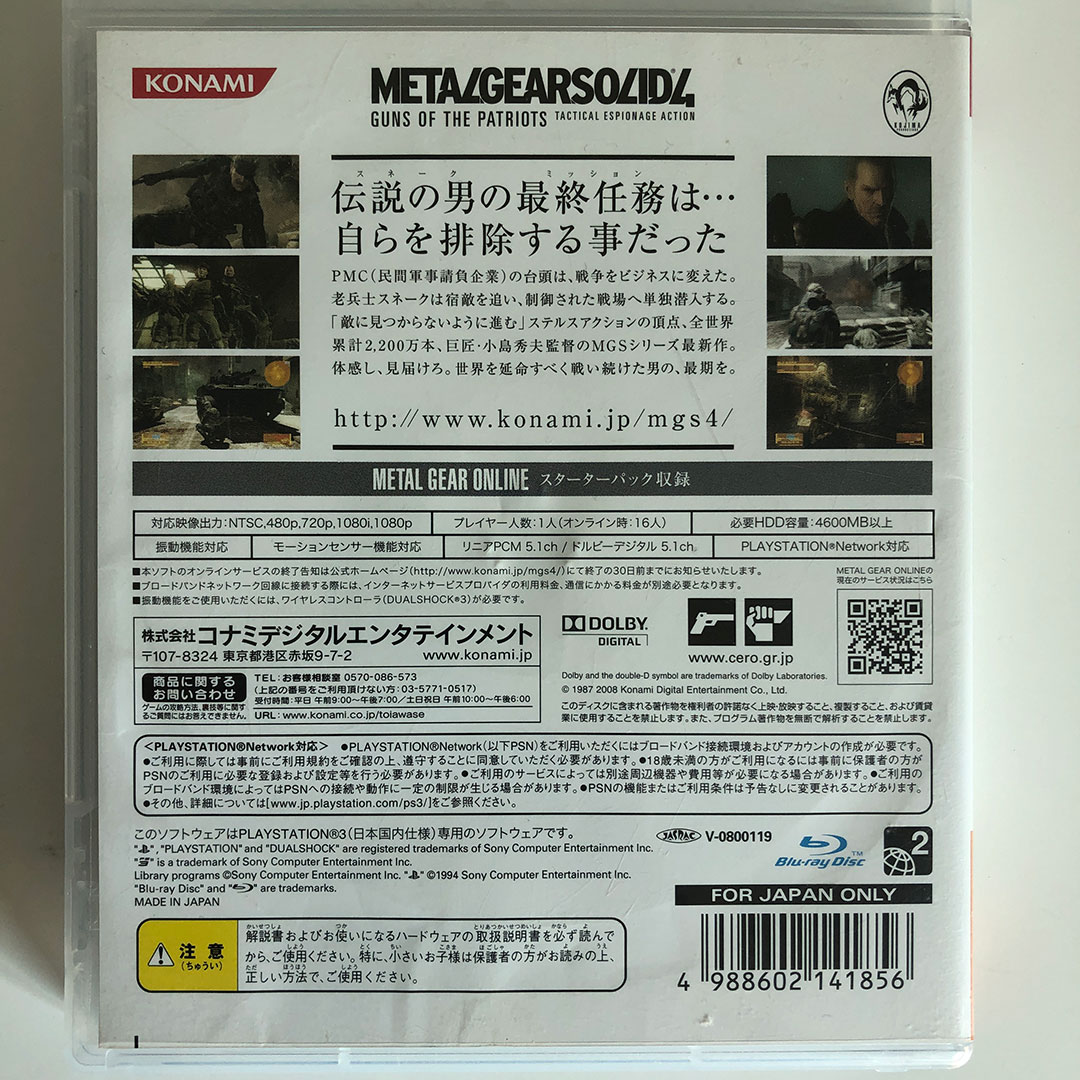 KONAMI
METAL GEAR SOLID 4
GUNS OF THE PATRIOTS TACTICAL ESPIONAGE ACTION
KOJIMA
PRODUCTIONS
スネーク ミッション
伝説の男の最終任務は…
自らを排除する事だった
PMC(民間軍事請負企業)の台頭は、戦争をビジネスに変えた。
老兵士スネークは宿敵を追い、制御された戦場へ単独潜入する。
「敵に見つからないように進む」ステルスアクションの頂点、全世界
累計2,200万本、巨匠・小島秀夫監督のMGSシリーズ最新作。
体感し、見届けろ。世界を延命すべく戦い続けた男の、最期を。
http://www.konami.jp/mgs4/
METAL GEAR ONLINE スターターパック収録
対応映像出力:NTSC,480p,720p,1080i,1080p
プレイヤー人数:1人(オンライン時:16人)
必要HDD容量:4600MB以上
振動機能対応
モーションセンサー機能対応
リニアPCM 5.1ch / ドルビーデジタル 5.1ch
PLAYSTATION®Network対応
■本ソフトのオンラインサービスの終了告知は公式ホームページ(http://www.konami.jp/mgs4/)にて終了の30日前までにお知らせいたします。
■ブロードバンドネットワーク回線に接続する際には、インターネットサービスプロバイダの利用料金、通信にかかる料金が別途必要となります。
■振動機能をご使用いただくには、ワイヤレスコントローラ(DUALSHOCK®3)が必要です。
METAL GEAR ONLINEの
現在のサービス状況はこちら
株式会社コナミデジタルエンタテインメント
〒107-8324 東京都港区赤坂9-7-2 www.konami.jp
商品に関する
お問い合わせ
ゲームの攻略方法、裏技等に関す
るご質問にはお答えできません。
TEL:お客様相談室 0570-086-573
(上記の番号をご利用頂けない方:03-5771-0517)
受付時間:平日 午前9:00〜午後7:00/土日祝日 午前10:00〜午後6:00
URL:www.konami.co.jp/toiawase
DOLBY
DIGITAL
www.cero.gr.jp
Dolby and the double-D symbol are trademarks of Dolby Laboratories.
© 1987 2008 Konami Digital Entertainment Co., Ltd.
このディスクに含まれる著作物を権利者の許諾なく上映・放映すること、複製すること、および賃貸
業に使用することを禁止します。また、プログラム著作物を無断で解析することを禁止します。
<PLAYSTATION®Network対応> ●PLAYSTATION®Network(以下PSN)をご利用いただくにはブロードバンド接続環境およびアカウントの作成が必要です。
●ご利用に際しては事前にご利用規約をご確認の上、遵守することに同意していただく必要があります。●18歳未満の方がご利用になるには事前に保護者の方が
PSNのご利用に必要な登録および設定等を行う必要があります。●ご利用のサービスによっては別途周辺機器や費用等が必要になる場合があります。●ご利用の
ブロードバンド環境によってはPSNへの接続や動作に一定の制限が生じる場合があります。●PSNの機能またはご利用条件は予告なしに変更されることがあります。
●その他、詳細については[www.jp.playstation.com/ps3/]をご参照ください。
このソフトウェアはPLAYSTATION®3(日本国内仕様)専用のソフトウェアです。
" ", "PLAYSTATION" and "DUALSHOCK" are registered trademarks of Sony Computer Entertainment Inc.
" " is a trademark of Sony Computer Entertainment Inc.
Library programs ©Sony Computer Entertainment Inc. " " ©1994 Sony Computer Entertainment Inc.
"Blu-ray Disc" and " " are trademarks.
MADE IN JAPAN
JASRAC V-0800119
Blu-ray Disc TM
2
FOR JAPAN ONLY
注意
(ちゅうい)
かいせつしょ つか とりあつかいせつめいしょ かなら よ
解説書およびお使いになるハードウェアの取扱説明書を必ず読んで
しよう とく ちい こさま ほごしゃ かた よ うえ
から、ご使用ください。特に、小さいお子様は保護者の方がお読みの上、
ただ ほうほう しよう
正しい方法で、ご使用ください。
4 988602 141856